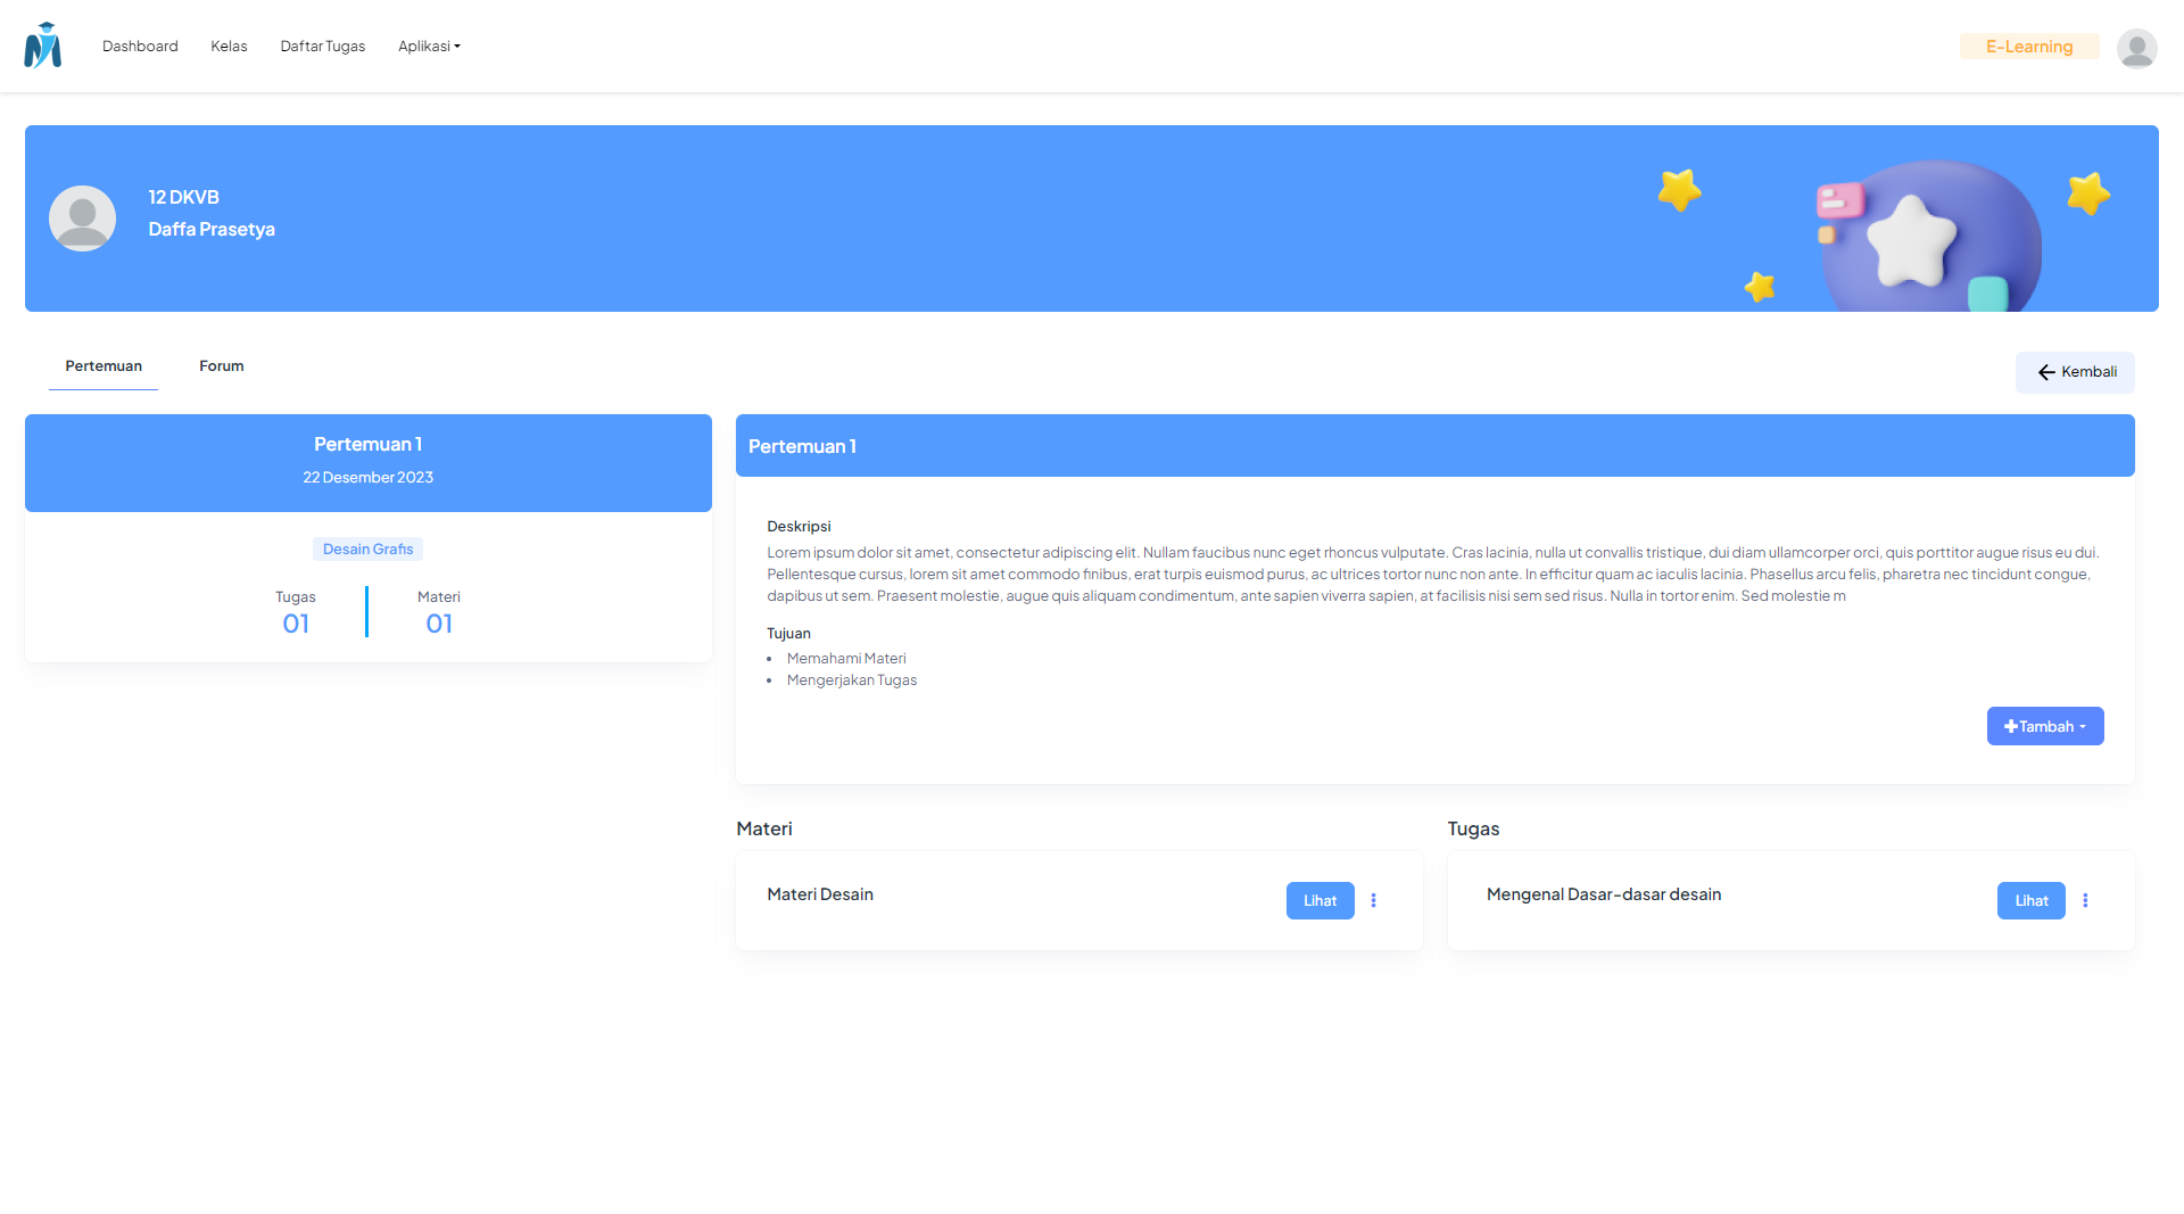 Dashboard
Kelas
Daftar Tugas
Aplikasi
E-Learning
12 DKVB
Daffa Prasetya
Pertemuan
Forum
Kembali
Pertemuan 1
22 Desember 2023
Desain Grafis
Tugas
01
Materi
01
Pertemuan 1
Deskripsi
Lorem ipsum dolor sit amet, consectetur adipiscing elit. Nullam faucibus nunc eget rhoncus vulputate. Cras lacinia, nulla ut convallis tristique, dui diam ullamcorper orci, quis porttitor augue risus eu dui.
Pellentesque cursus, lorem sit amet commodo finibus, erat turpis euismod purus, ac ultrices tortor nunc non ante. In efficitur quam ac iaculis lacinia. Phasellus arcu felis, pharetra nec tincidunt congue,
dapibus ut sem. Praesent molestie, augue quis aliquam condimentum, ante sapien viverra sapien, at facilisis nisi sem sed risus. Nulla in tortor enim. Sed molestie m
Tujuan
• Memahami Materi
• Mengerjakan Tugas
Tambah
Materi
Materi Desain
Lihat
Tugas
Mengenal Dasar-dasar desain
Lihat